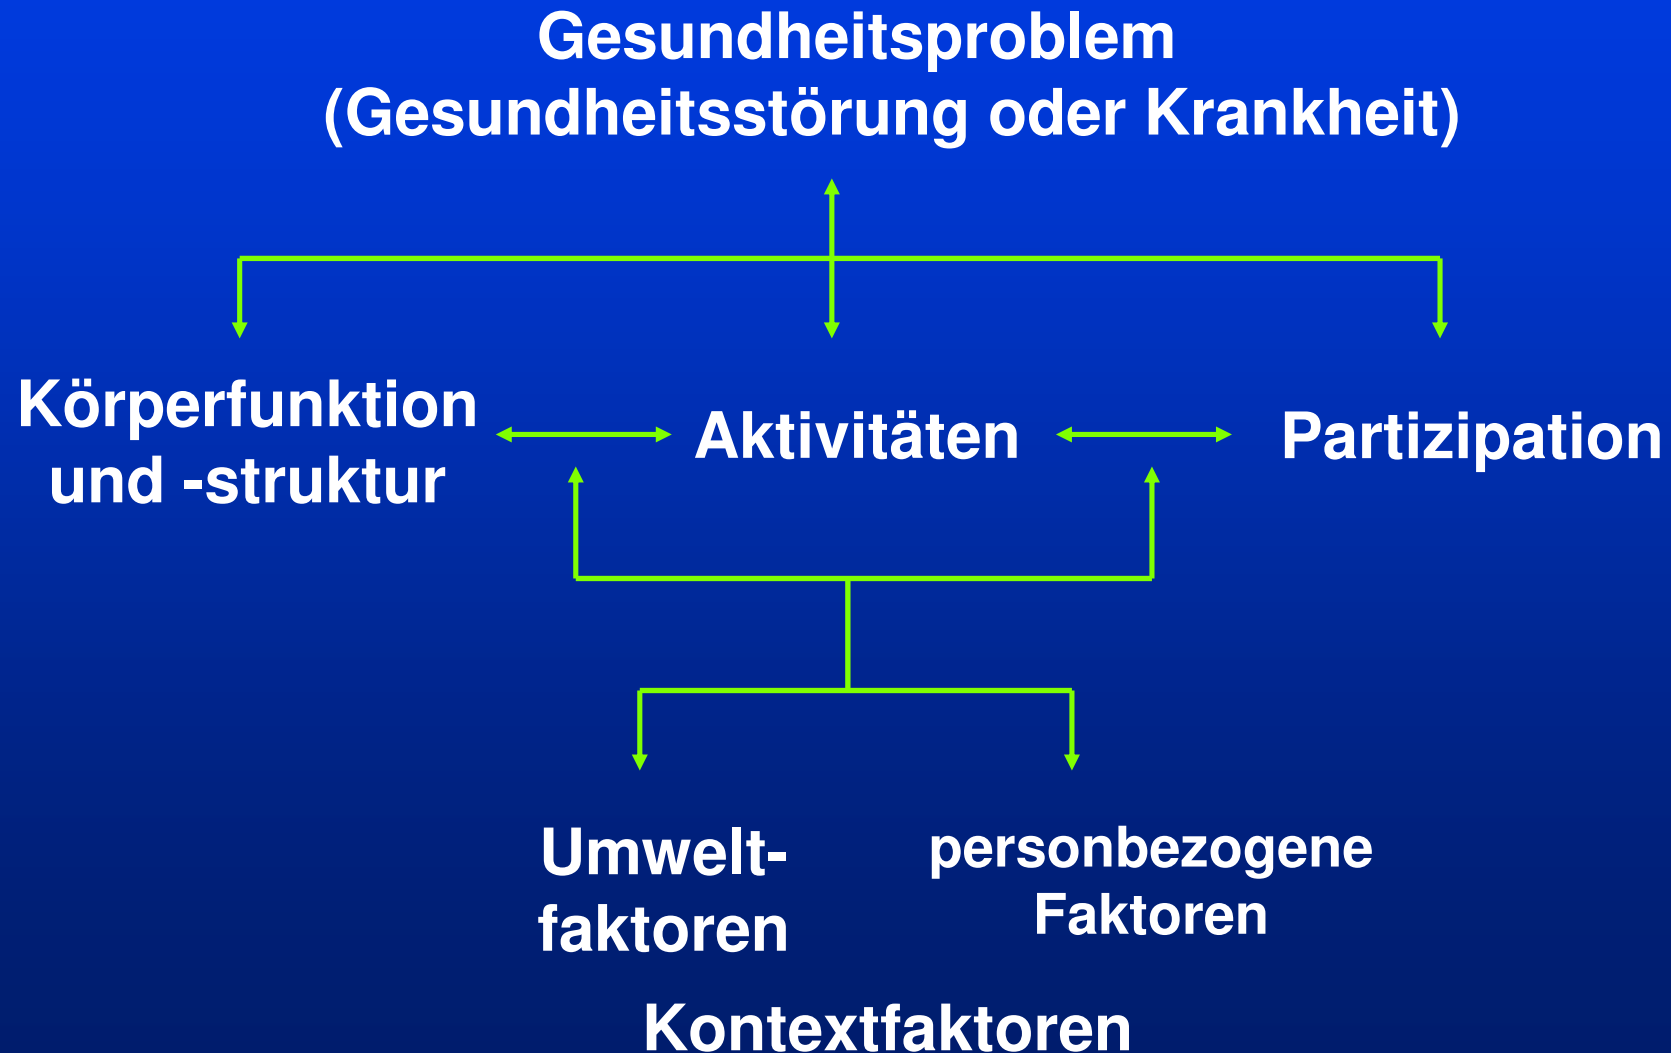 Gesundheitsproblem
(Gesundheitsstörung oder Krankheit)
Körperfunktion
und -struktur
Aktivitäten
Partizipation
Umwelt-
faktoren
personbezogene
Faktoren
Kontextfaktoren